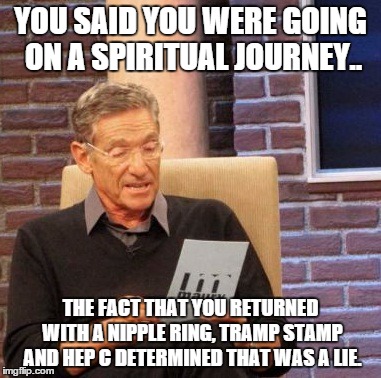 YOU SAID YOU WERE GOING
ON A SPIRITUAL JOURNEY..
maury
THE FACT THAT YOU RETURNED
WITH A NIPPLE RING, TRAMP STAMP
AND HEP C DETERMINED THAT WAS A LIE.
imgflip.com